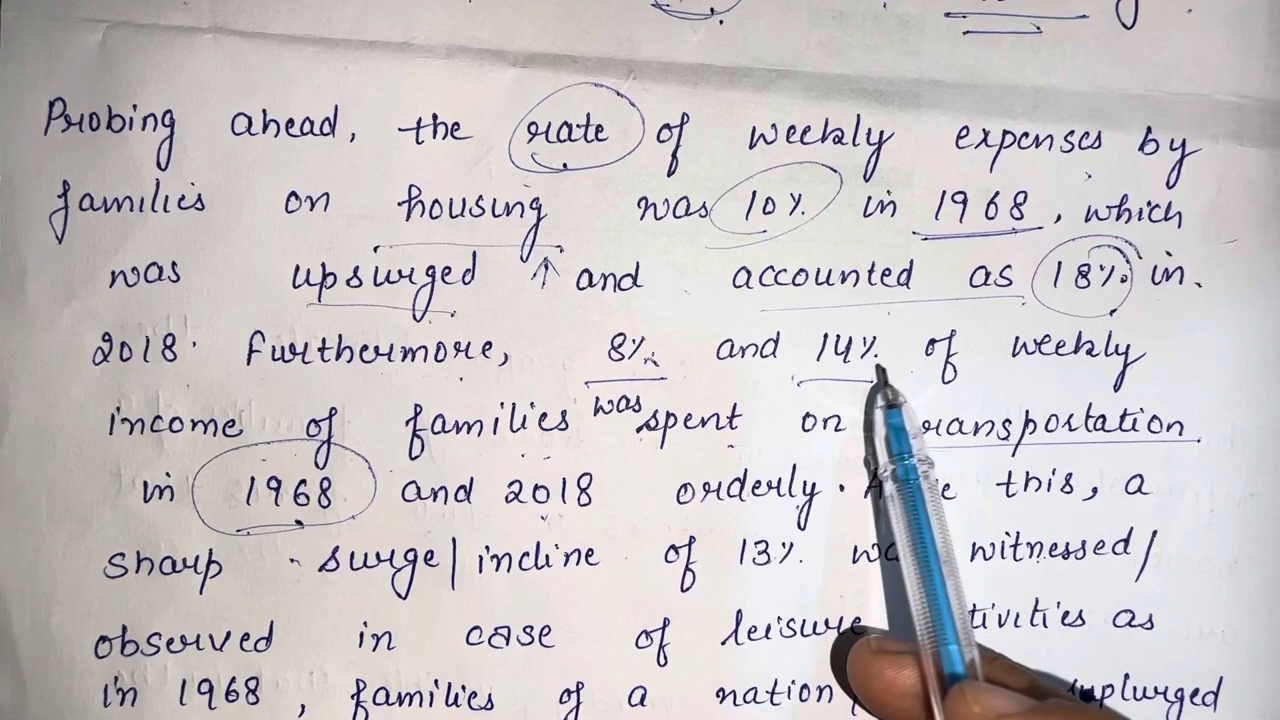 Probing ahead, the rate of weekly expenses by
families on housing was 10% in 1968, which
was upsurged ↑ and accounted as 18% in.
2018. Furthermore, 8% and 14% of weekly
income of families was spent on ransportation
in 1968 and 2018 orderly. this, a
sharp surge/incline of 13% witnessed/
observed in case of leisure as
in 1968, families of a nation